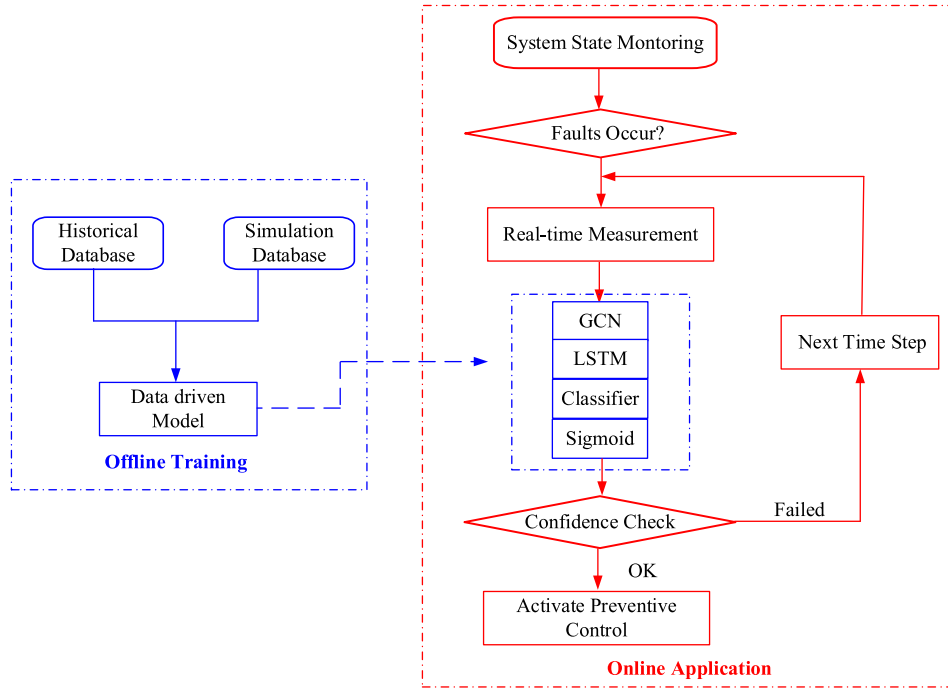 Historical
Database
Simulation
Database
Data driven
Model
Offline Training
System State Montoring
Faults Occur?
Real-time Measurement
GCN
LSTM
Classifier
Sigmoid
Next Time Step
Confidence Check
Failed
OK
Activate Preventive
Control
Online Application